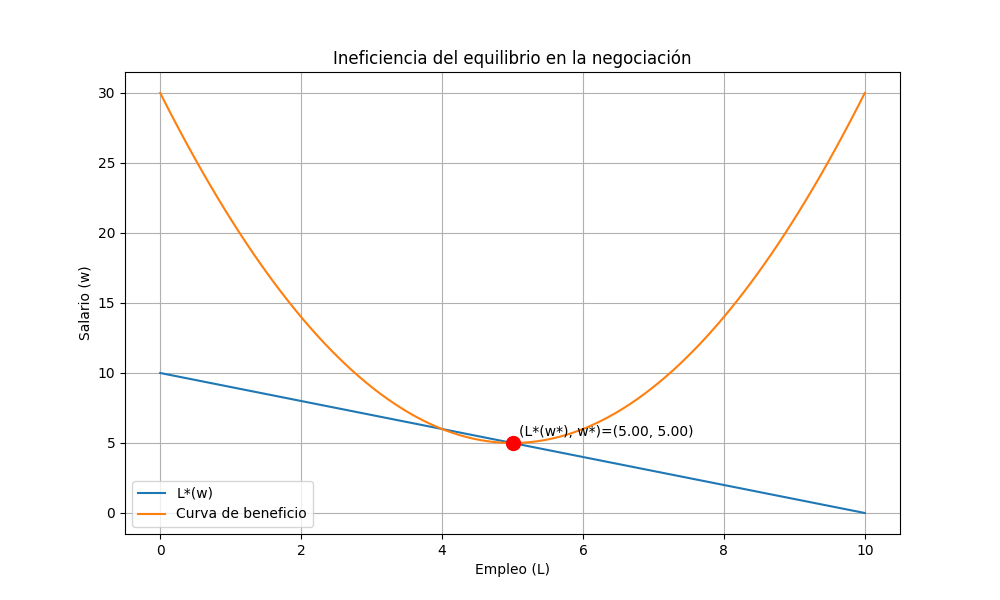 Ineficiencia del equilibrio en la negociación
30
25
20
15
10
5
0
Salario (w)
(L*(w*), w*)=(5.00, 5.00)
L*(w)
Curva de beneficio
0 2 4 6 8 10
Empleo (L)